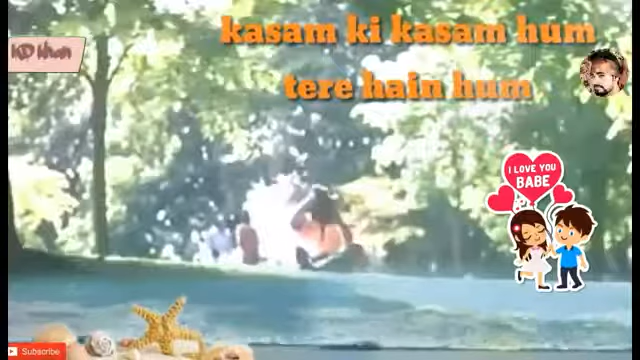 kasam ki kasam hum
KD khan
tere hain hum
I LOVE YOU
BABE
Subscribe